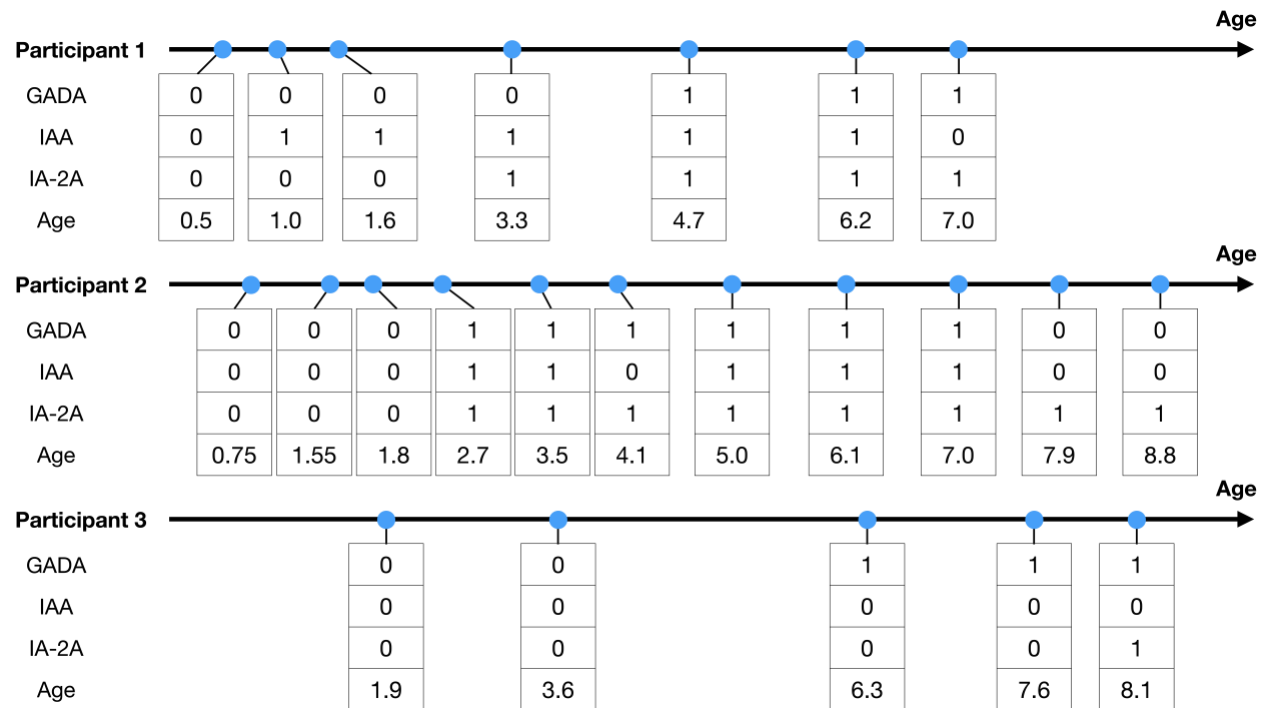 Age
Participant 1
GADA 0 0 0 0 1 1 1
IAA 0 1 1 1 1 1 0
IA-2A 0 0 0 1 1 1 1
Age 0.5 1.0 1.6 3.3 4.7 6.2 7.0
Age
Participant 2
GADA 0 0 0 1 1 1 1 1 1 0 0
IAA 0 0 0 1 1 0 1 1 1 0 0
IA-2A 0 0 0 1 1 1 1 1 1 1 1
Age 0.75 1.55 1.8 2.7 3.5 4.1 5.0 6.1 7.0 7.9 8.8
Age
Participant 3
GADA 0 0 1 1 1
IAA 0 0 0 0 0
IA-2A 0 0 0 0 1
Age 1.9 3.6 6.3 7.6 8.1